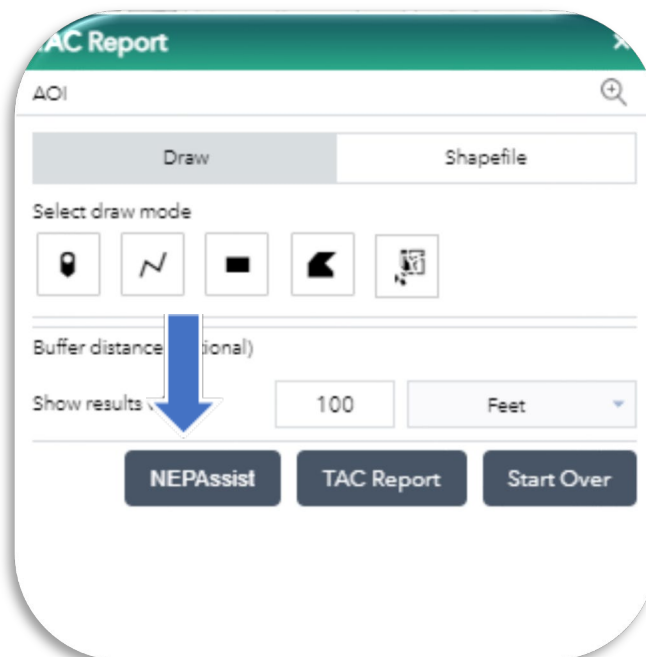 AC Report
AOI
Draw Shapefile
Select draw mode
Buffer distance ional)
Show results 100 Feet
NEPAssist TAC Report Start Over